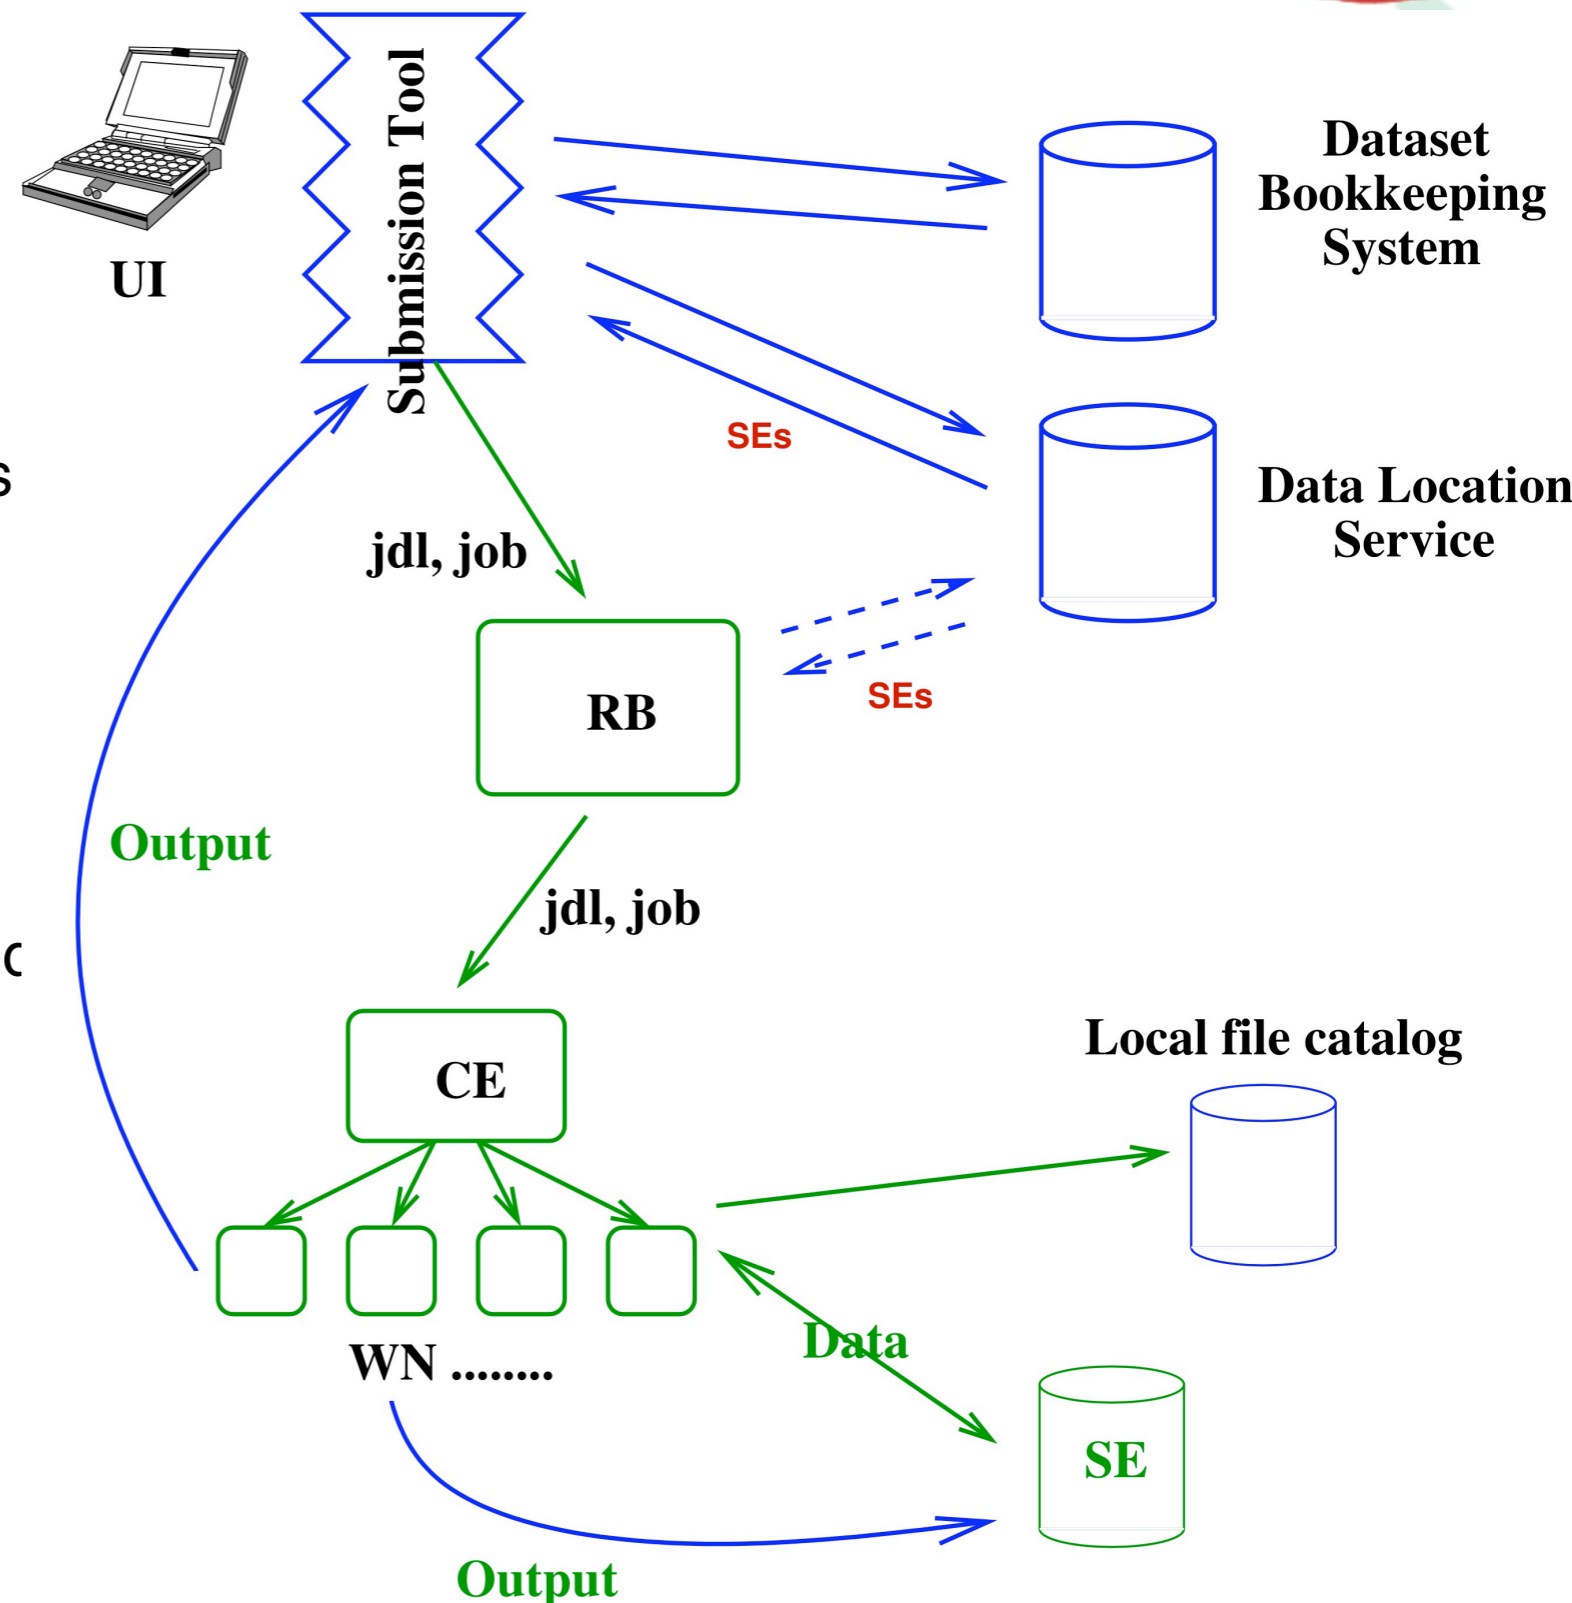 Submission Tool
UI
Dataset
Bookkeeping
System
SEs
s
Data Location
Service
jdl, job
SEs
RB
Output
jdl, job
c
CE
Local file catalog
WN ........
Data
SE
Output